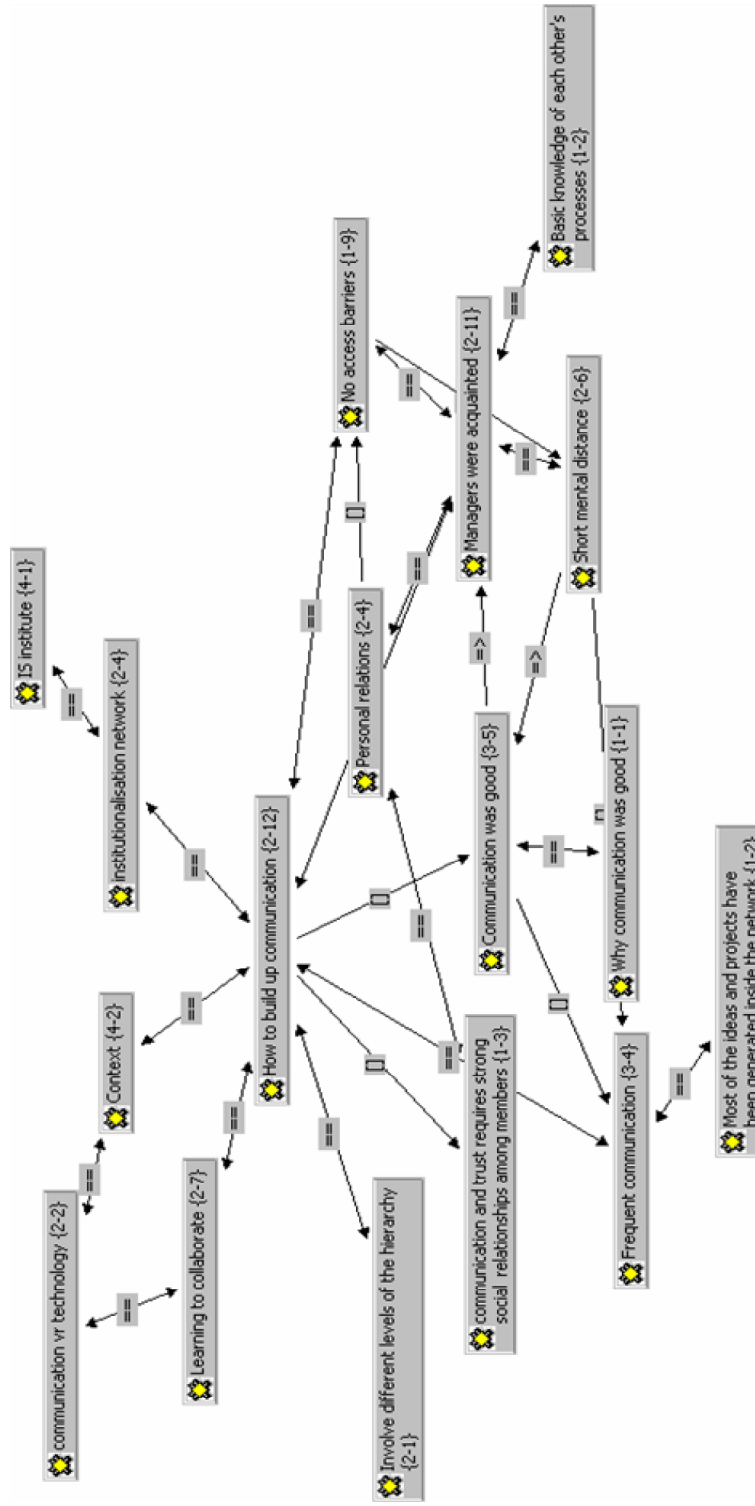 IS institute {4-1}
==
communication vr technology {2-2}
==
Context {4-2}
institutionalisation network {2-4}
==
==
==
Learning to collaborate {2-7}
==
How to build up communication {2-12}
==
==
No access barriers {1-9}
[]
Personal relations {2-4}
[]
[]
Involve different levels of the hierarchy
{2-1}
==
==
==
==
communication and trust requires strong
social relationships among members {1-3}
Communication was good {3-5}
=>
Managers were acquainted {2-11}
==
==
=>
[]
==
Basic knowledge of each other's
processes {1-2}
Short mental distance {2-6}
Frequent communication {3-4}
Why communication was good {1-1}
==
Most of the ideas and projects have
been generated inside the network {1-2}